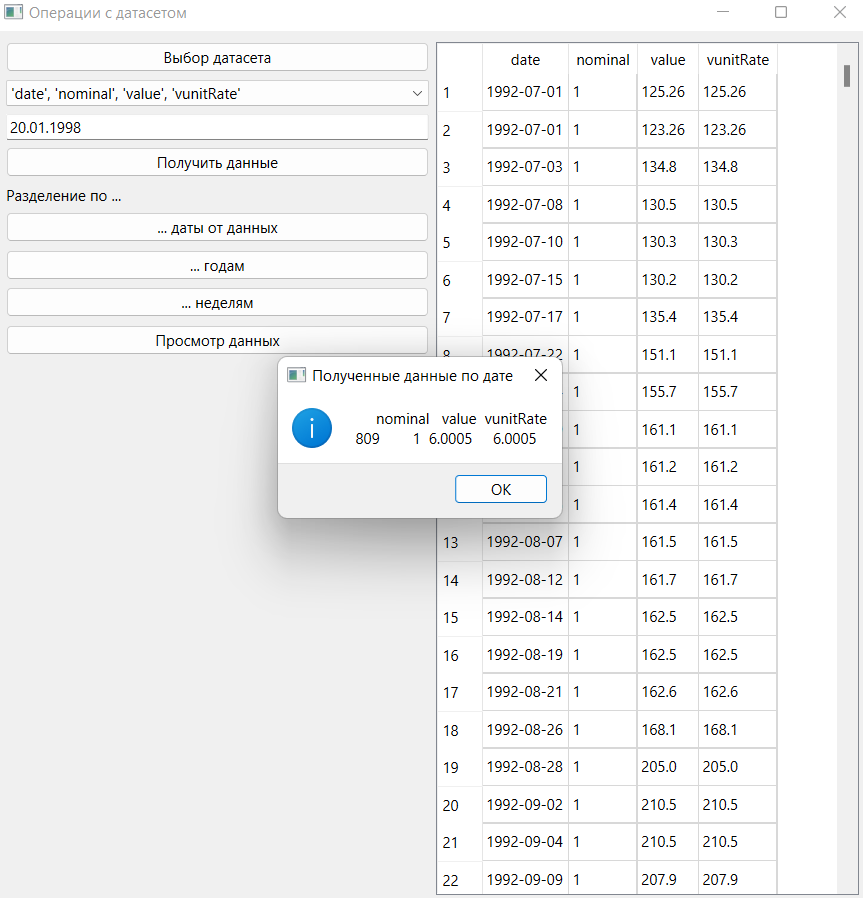 Операции с датасетом
Выбор датасета
'date', 'nominal', 'value', 'vunitRate'
20.01.1998
Получить данные
Разделение по ...
... даты от данных
... годам
... неделям
Просмотр данных
date nominal value vunitRate
1 1992-07-01 1 125.26 125.26
2 1992-07-01 1 123.26 123.26
3 1992-07-03 1 134.8 134.8
4 1992-07-08 1 130.5 130.5
5 1992-07-10 1 130.3 130.3
6 1992-07-15 1 130.2 130.2
7 1992-07-17 1 135.4 135.4
8 1992-07-22 1 151.1 151.1
1 155.7 155.7
1 161.1 161.1
1 161.2 161.2
1 161.4 161.4
13 1992-08-07 1 161.5 161.5
14 1992-08-12 1 161.7 161.7
15 1992-08-14 1 162.5 162.5
16 1992-08-19 1 162.5 162.5
17 1992-08-21 1 162.6 162.6
18 1992-08-26 1 168.1 168.1
19 1992-08-28 1 205.0 205.0
20 1992-09-02 1 210.5 210.5
21 1992-09-04 1 210.5 210.5
22 1992-09-09 1 207.9 207.9
Полученные данные по дате
nominal value vunitRate
809 1 6.0005 6.0005
OK